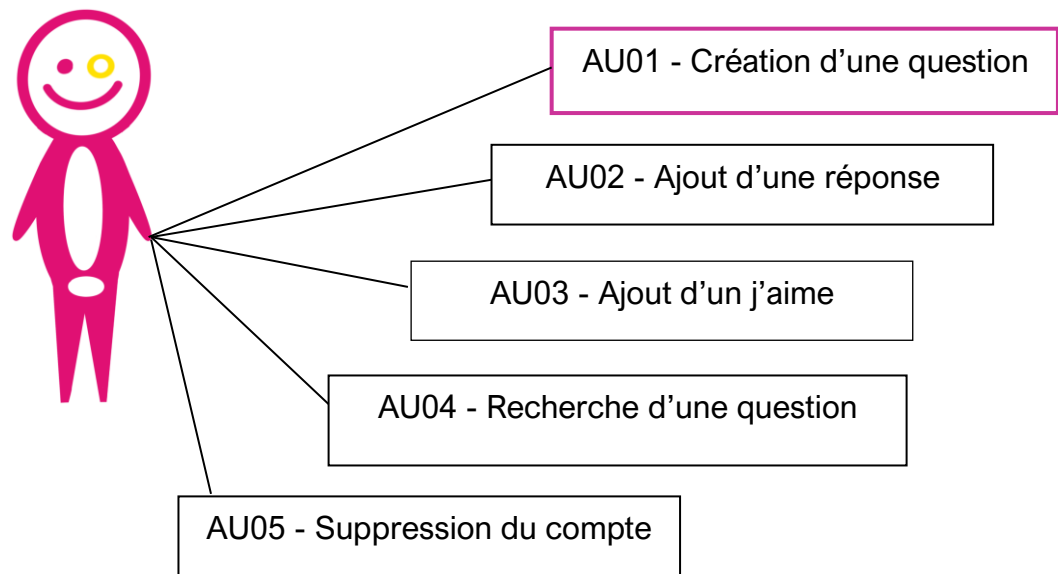 AU01 - Création d’une question
AU02 - Ajout d’une réponse
AU03 - Ajout d’un j’aime
AU04 - Recherche d’une question
AU05 - Suppression du compte